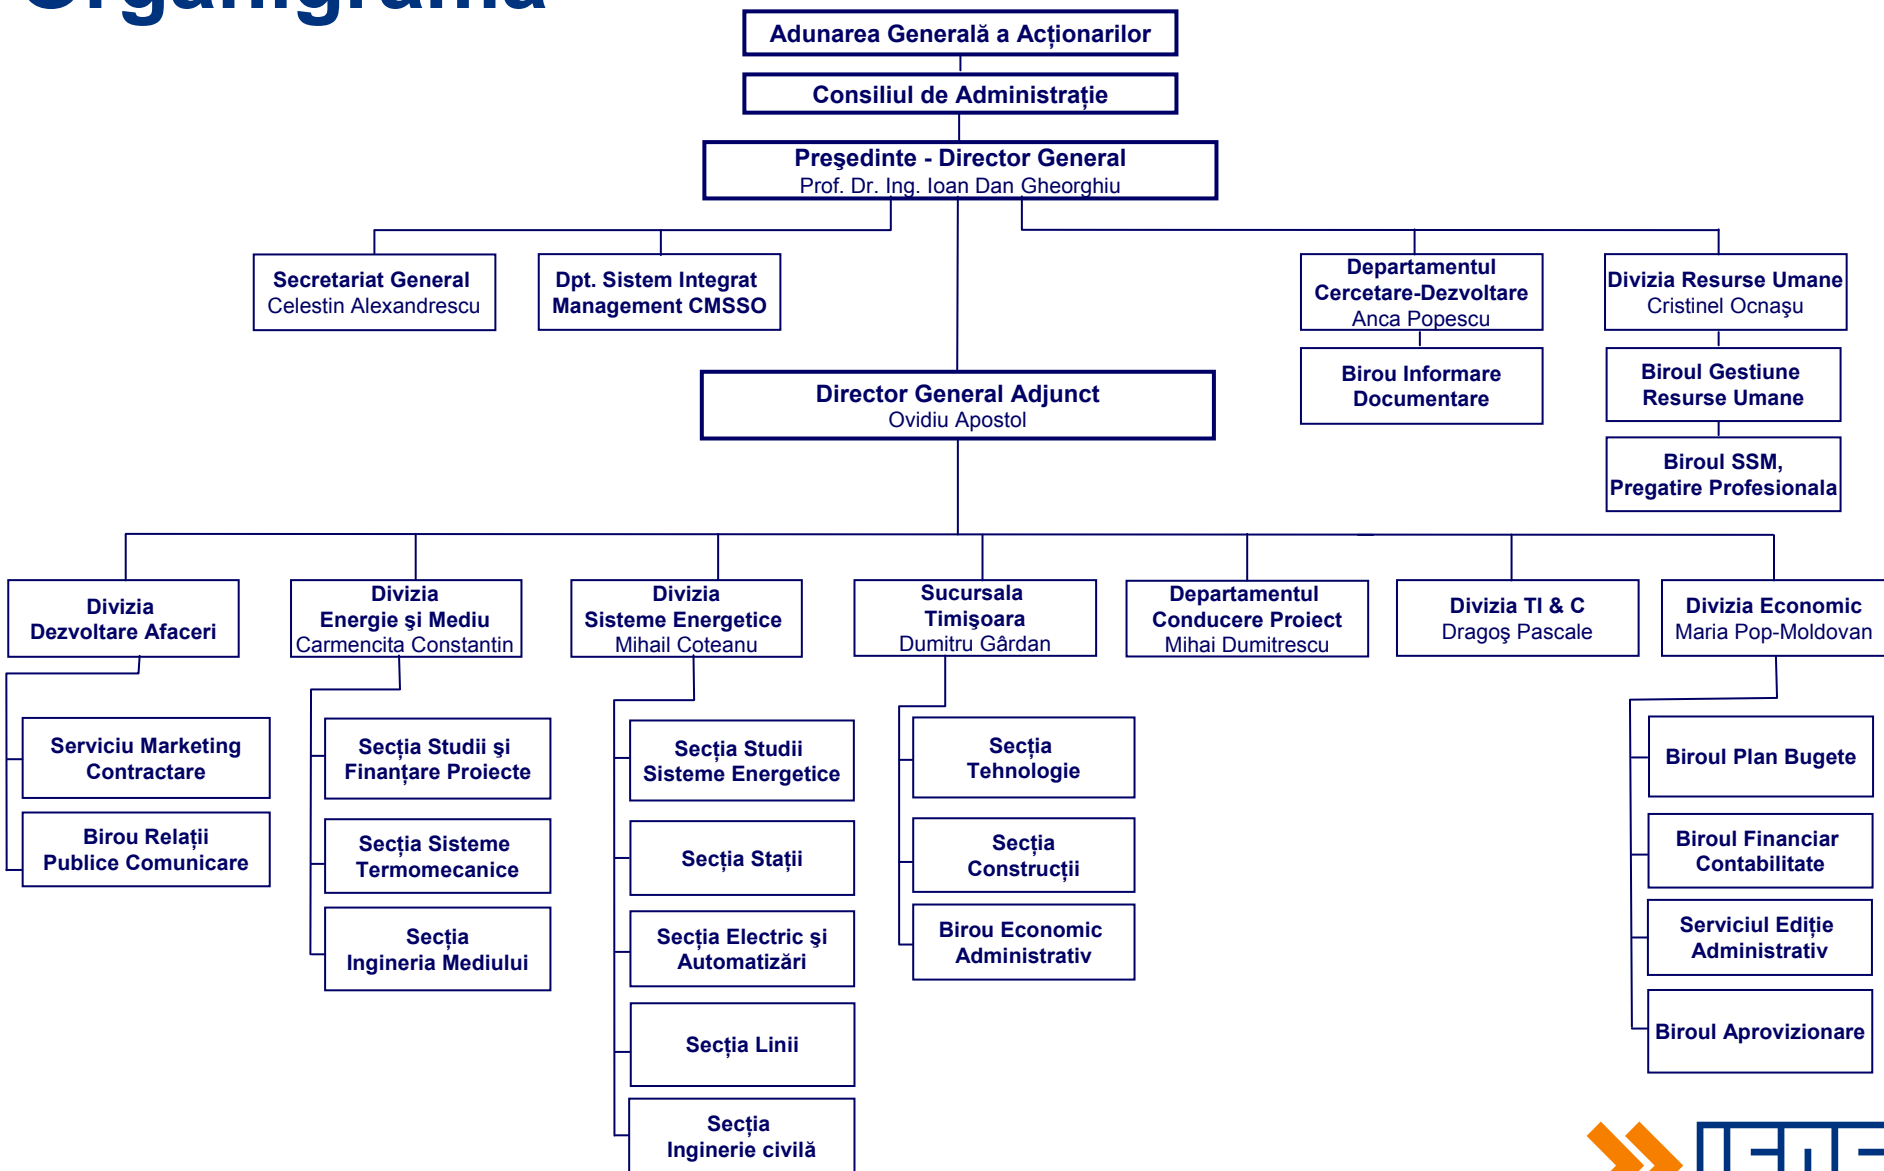 Organigrama
Adunarea Generală a Acționarilor
Consiliul de Administrație
Preşedinte - Director General
Prof. Dr. Ing. Ioan Dan Gheorghiu
Secretariat General
Celestin Alexandrescu
Dpt. Sistem Integrat
Management CMSSO
Departamentul
Cercetare-Dezvoltare
Anca Popescu
Divizia Resurse Umane
Cristinel Ocnaşu
Birou Informare
Documentare
Biroul Gestiune
Resurse Umane
Biroul SSM,
Pregatire Profesionala
Director General Adjunct
Ovidiu Apostol
Divizia
Dezvoltare Afaceri
Divizia
Energie şi Mediu
Carmencita Constantin
Divizia
Sisteme Energetice
Mihail Coteanu
Sucursala
Timişoara
Dumitru Gârdan
Departamentul
Conducere Proiect
Mihai Dumitrescu
Divizia TI & C
Dragoş Pascale
Divizia Economic
Maria Pop-Moldovan
Serviciu Marketing
Contractare
Birou Relații
Publice Comunicare
Secția Studii şi
Finanțare Proiecte
Secția Sisteme
Termomecanice
Secția
Ingineria Mediului
Secția Studii
Sisteme Energetice
Secția Stații
Secția Electric şi
Automatizări
Secția Linii
Secția
Inginerie civilă
Secția
Tehnologie
Secția
Construcții
Birou Economic
Administrativ
Biroul Plan Bugete
Biroul Financiar
Contabilitate
Serviciul Ediție
Administrativ
Biroul Aprovizionare